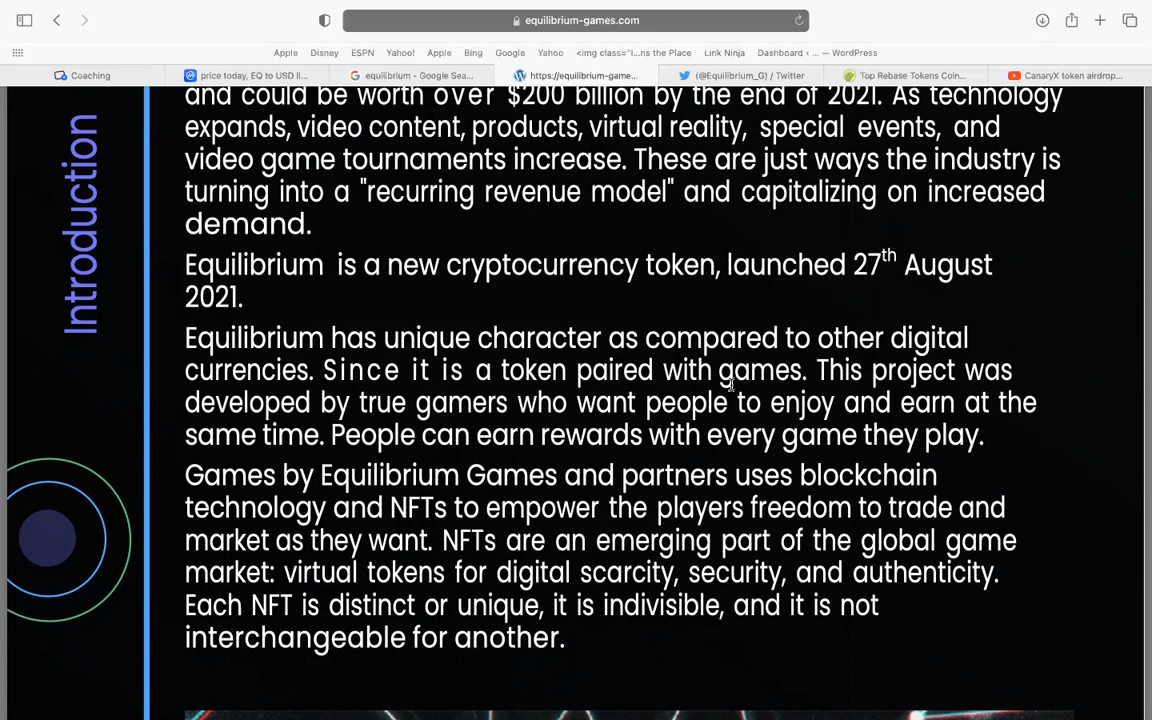 equilibrium-games.com
Apple Disney ESPN Yahoo! Apple Bing Google Yahoo <img class="i...ns the Place Link Ninja Dashboard ‹ ... — WordPress
Coaching price today, EQ to USD li... equilibrium - Google Sea... https://equilibrium-game... (@Equilibrium_G) / Twitter Top Rebase Tokens Coin... CanaryX token airdrop...
Introduction
and could be worth over $200 billion by the end of 2021. As technology
expands, video content, products, virtual reality, special events, and
video game tournaments increase. These are just ways the industry is
turning into a "recurring revenue model" and capitalizing on increased
demand.
Equilibrium is a new cryptocurrency token, launched 27th August
2021.
Equilibrium has unique character as compared to other digital
currencies. Since it is a token paired with games. This project was
developed by true gamers who want people to enjoy and earn at the
same time. People can earn rewards with every game they play.
Games by Equilibrium Games and partners uses blockchain
technology and NFTs to empower the players freedom to trade and
market as they want. NFTs are an emerging part of the global game
market: virtual tokens for digital scarcity, security, and authenticity.
Each NFT is distinct or unique, it is indivisible, and it is not
interchangeable for another.